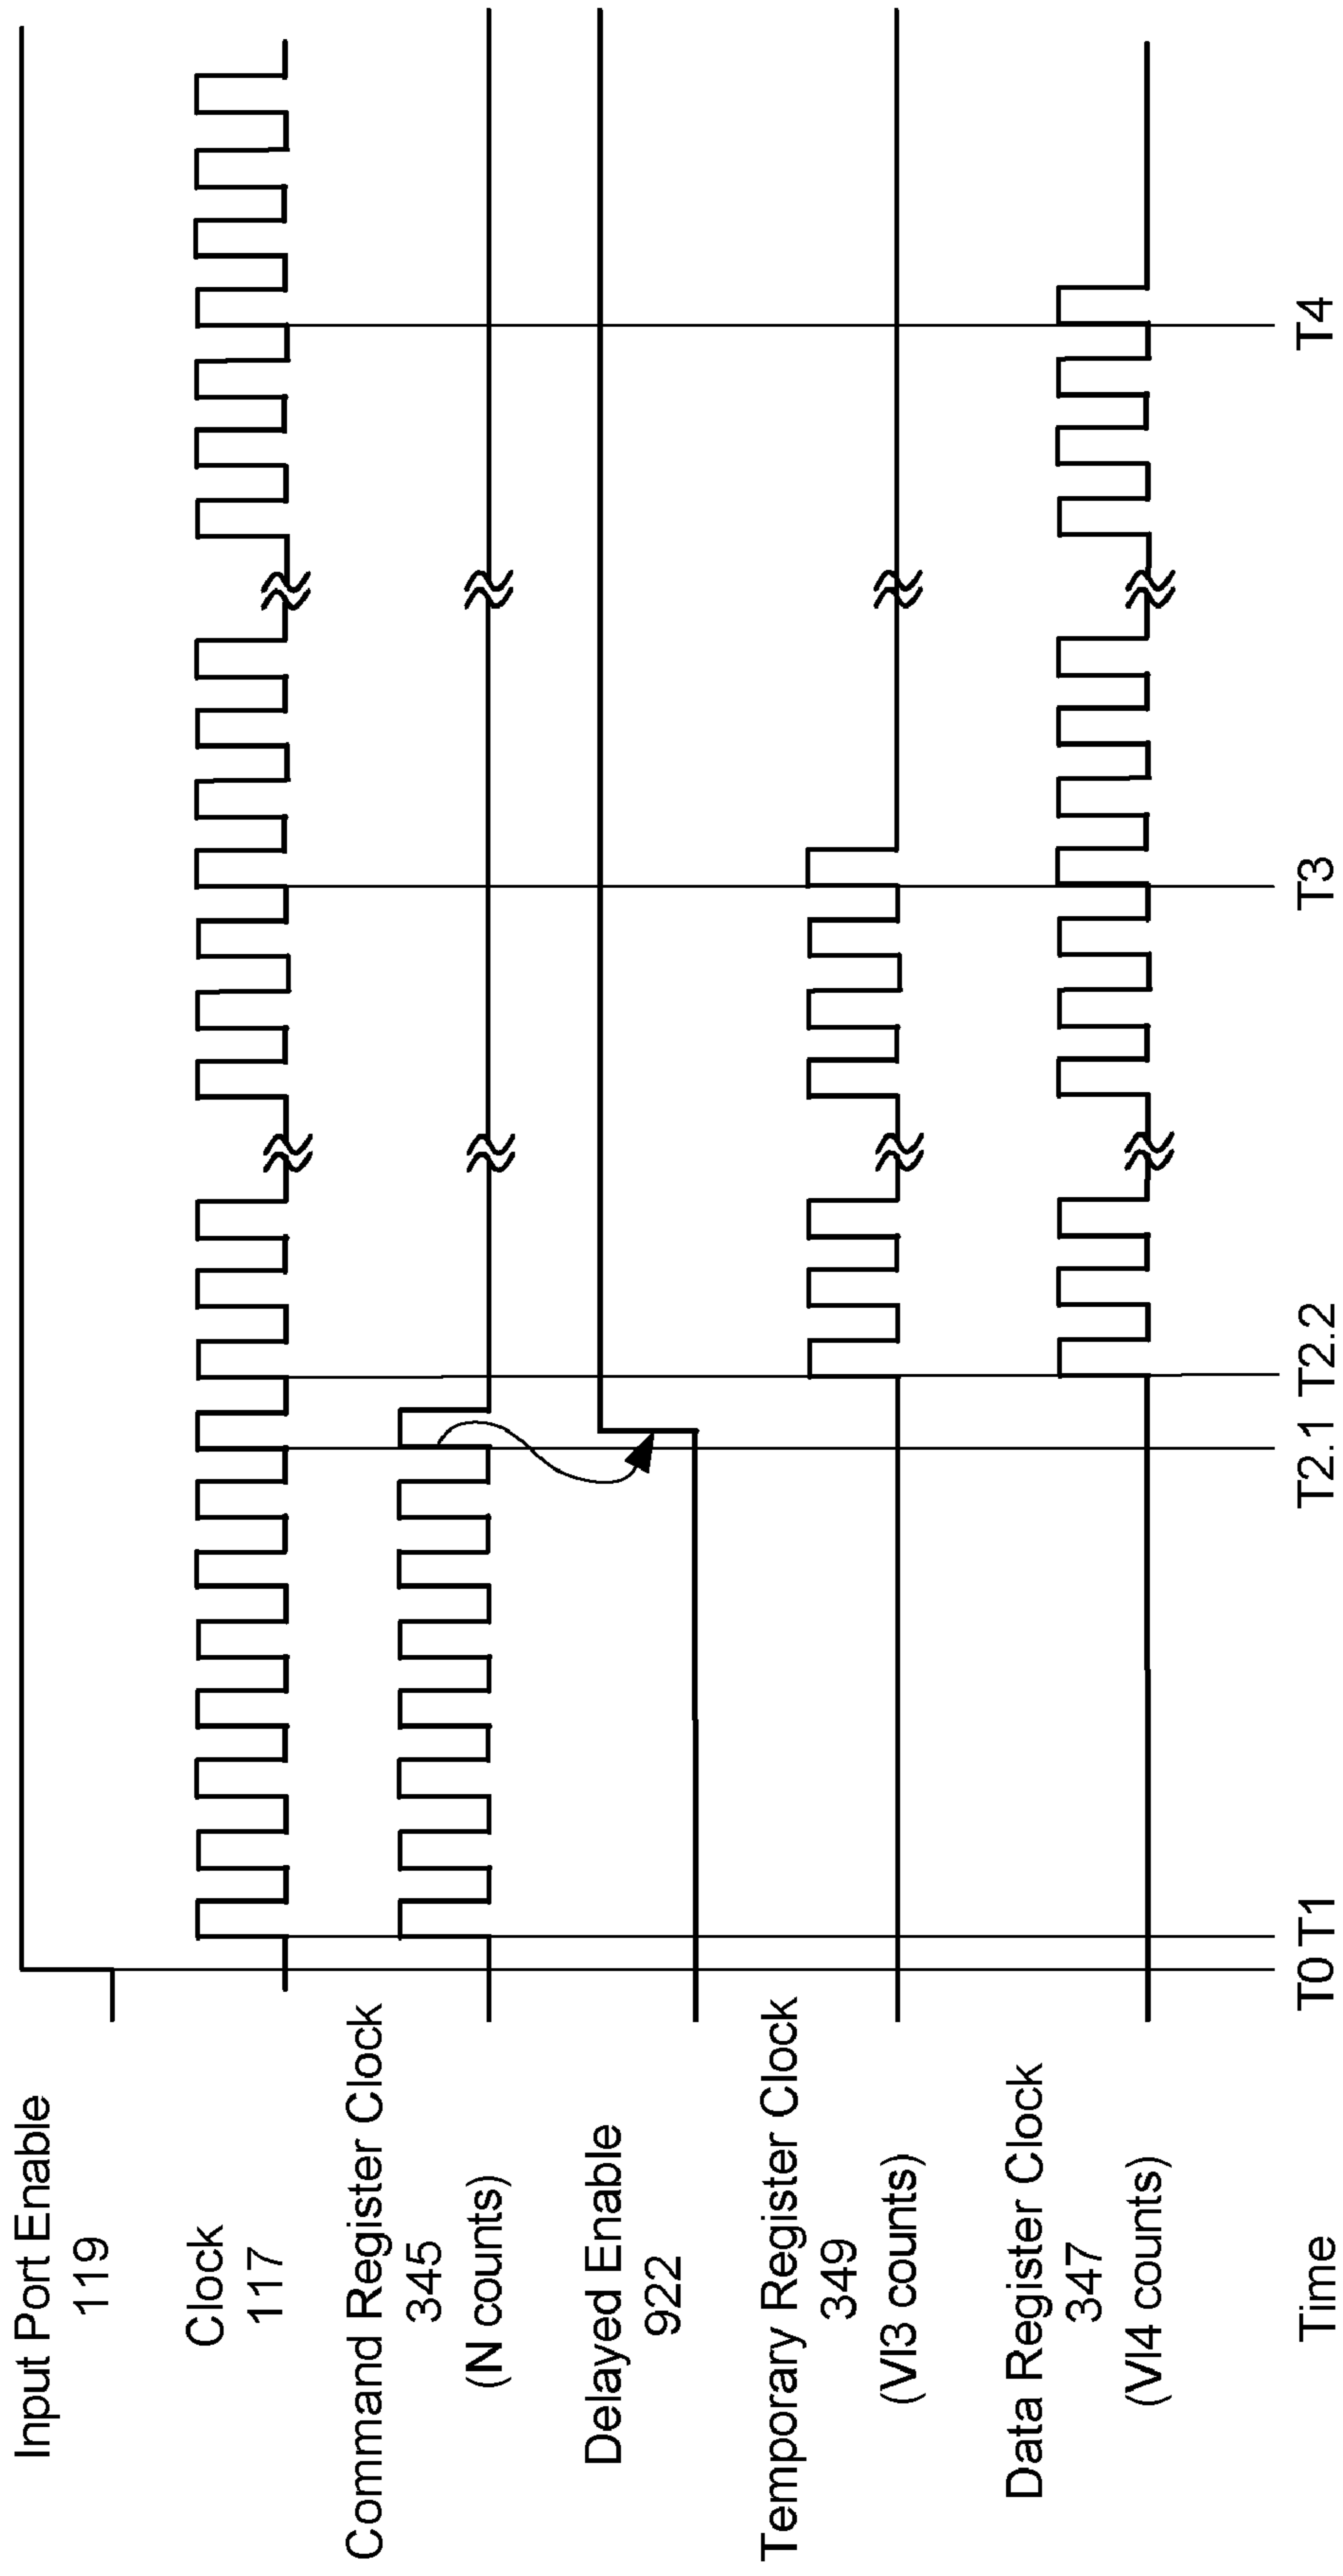 Input Port Enable
119
Clock
117
Command Register Clock
345
(N counts)
Delayed Enable
922
Temporary Register Clock
349
(VI3 counts)
Data Register Clock
347
(VI4 counts)
Time T0 T1 T2.1 T2.2 T3 T4